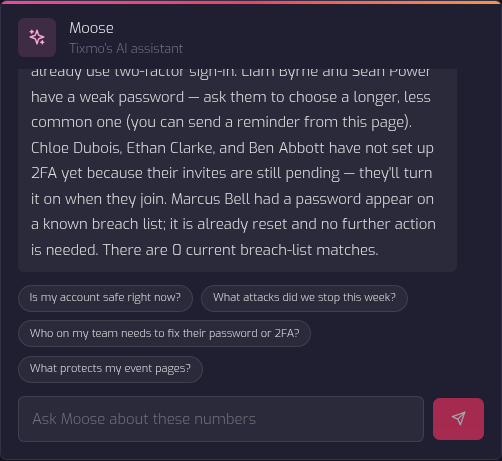 Moose
Tixmo's AI assistant
already use two-factor sign-in. Liam Byrne and Sean Power
have a weak password — ask them to choose a longer, less
common one (you can send a reminder from this page).
Chloe Dubois, Ethan Clarke, and Ben Abbott have not set up
2FA yet because their invites are still pending — they'll turn
it on when they join. Marcus Bell had a password appear on
a known breach list; it is already reset and no further action
is needed. There are 0 current breach-list matches.
Is my account safe right now?
What attacks did we stop this week?
Who on my team needs to fix their password or 2FA?
What protects my event pages?
Ask Moose about these numbers